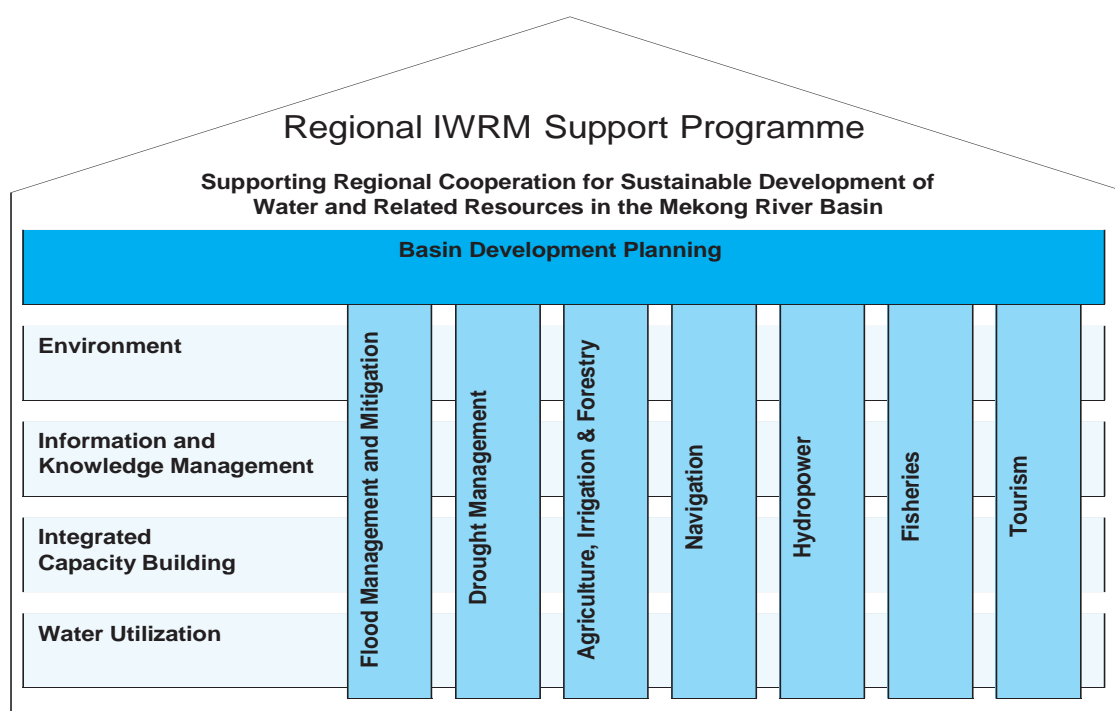 Regional IWRM Support Programme
Supporting Regional Cooperation for Sustainable Development of
Water and Related Resources in the Mekong River Basin
Basin Development Planning
Environment
Information and
Knowledge Management
Integrated
Capacity Building
Water Utilization
Flood Management and Mitigation
Drought Management
Agriculture, Irrigation & Forestry
Navigation
Hydropower
Fisheries
Tourism